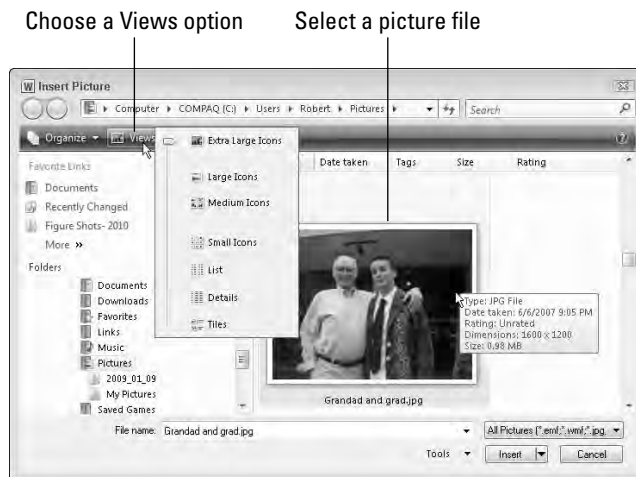 Choose a Views option
Select a picture file
Insert Picture
Computer ▸ COMPAQ (C:) ▸ Users ▸ Robert ▸ Pictures ▸
Search
Organize
Views
Extra Large Icons
Large Icons
Medium Icons
Small Icons
List
Details
Tiles
Date taken
Tags
Size
Rating
Favorite Links
Documents
Recently Changed
Figure Shots- 2010
More »
Folders
Documents
Downloads
Favorites
Links
Music
Pictures
2009_01_09
My Pictures
Saved Games
Type: JPG File
Date taken: 6/6/2007 9:05 PM
Rating: Unrated
Dimensions: 1600 x 1200
Size: 0.98 MB
Grandad and grad.jpg
File name: Grandad and grad.jpg
All Pictures (*.emf;*.wmf;*.jpg,
Tools
Insert
Cancel